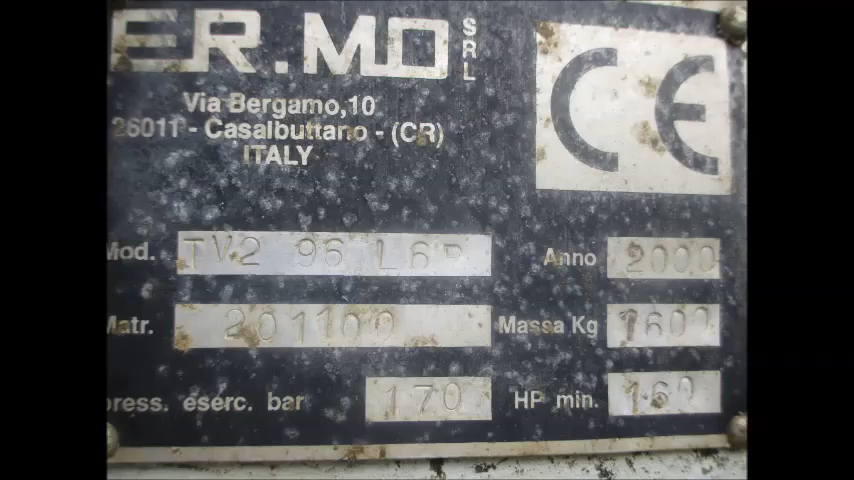 ER.MO SRL
CE
Via Bergamo,10
26011 - Casalbuttano - (CR)
ITALY
Mod. TV2 96 L6P Anno 2000
Matr. 201100 Massa Kg 1600
press. eserc. bar 170 HP min. 160